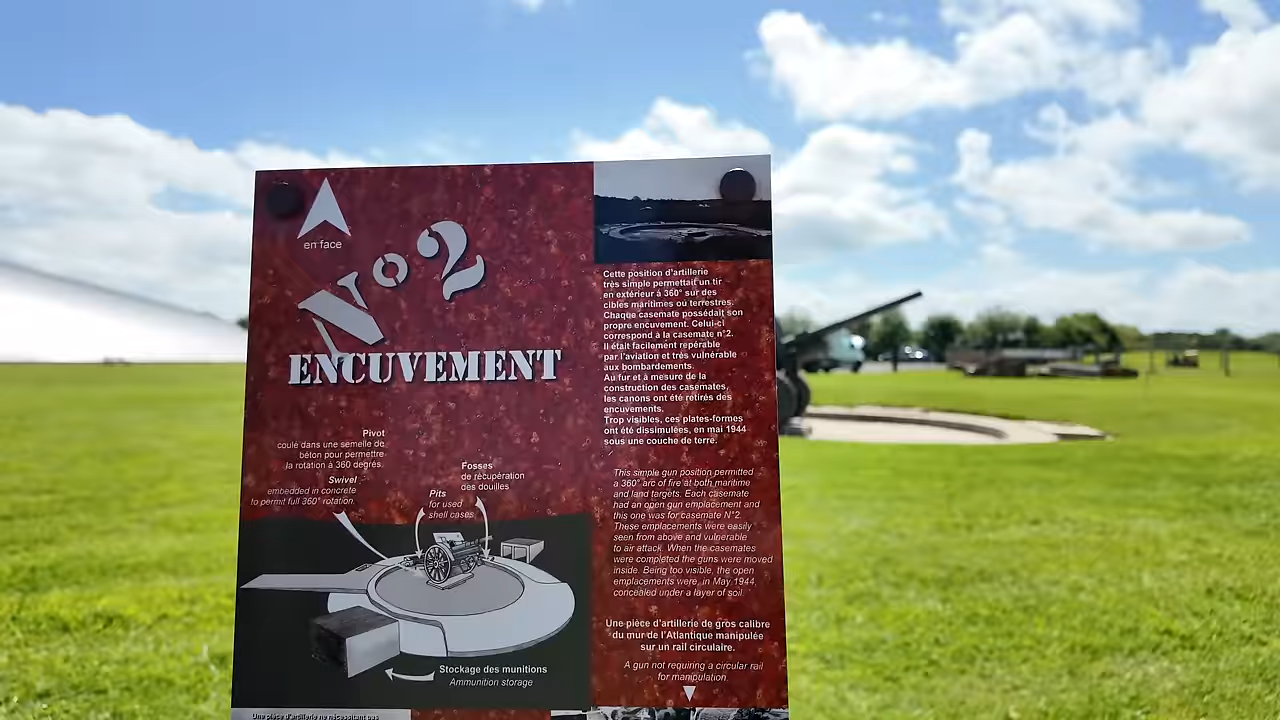 en face
N°2
ENCUVEMENT
Cette position d'artillerie
très simple permettait un tir
en extérieur à 360° sur des
cibles maritimes ou terrestres.
Chaque casemate possédait son
propre encuvement. Celui-ci
correspond à la casemate n°2.
Il était facilement repérable
par l'aviation et très vulnérable
aux bombardements.
Au fur et à mesure de la
construction des casemates,
les canons ont été retirés des
encuvements.
Trop visibles, ces plates-formes
ont été dissimulées, en mai 1944
sous une couche de terre.
This simple gun position permitted
a 360° arc of fire at both maritime
and land targets. Each casemate
had an open gun emplacement and
this one was for casemate N°2.
These emplacements were easily
seen from above and vulnerable
to air attack. When the casemates
were completed the guns were moved
inside. Being too visible, the open
emplacements were, in May 1944,
concealed under a layer of soil.
Une pièce d'artillerie de gros calibre
du mur de l'Atlantique manipulée
sur un rail circulaire.
A gun not requiring a circular rail
for manipulation.
Pivot
coulé dans une semelle de
béton pour permettre
la rotation à 360 degrés.
Swivel
embedded in concrete
to permit full 360° rotation.
Fosses
de récupération
des douilles
Pits
for used
shell cases
Stockage des munitions
Ammunition storage
Une pièce d'artillerie ne nécessitant pas